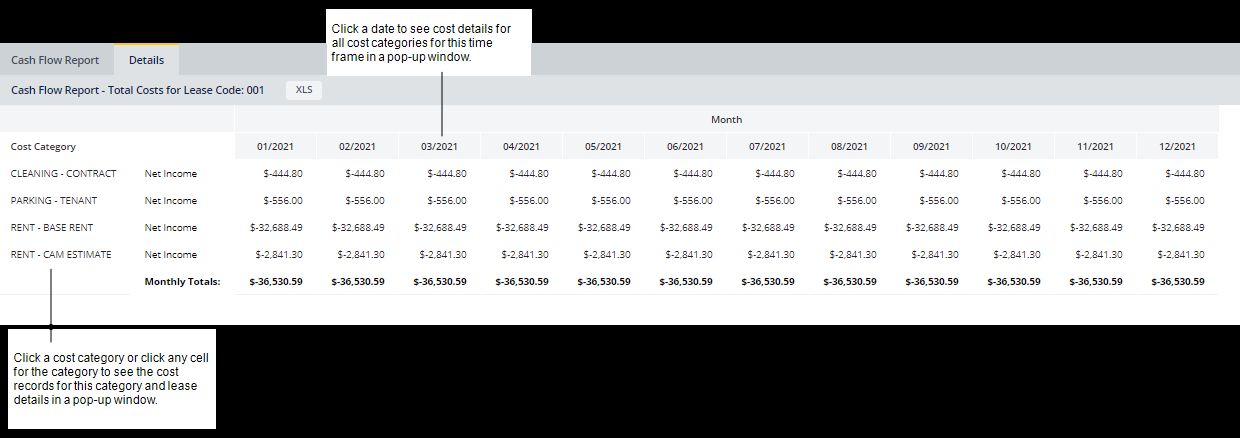 Click a date to see cost details for
all cost categories for this time
frame in a pop-up window.
Cash Flow Report Details
Cash Flow Report - Total Costs for Lease Code: 001 XLS
Month
Cost Category 01/2021 02/2021 03/2021 04/2021 05/2021 06/2021 07/2021 08/2021 09/2021 10/2021 11/2021 12/2021
CLEANING - CONTRACT Net Income $-444.80 $-444.80 $-444.80 $-444.80 $-444.80 $-444.80 $-444.80 $-444.80 $-444.80 $-444.80 $-444.80 $-444.80
PARKING - TENANT Net Income $-556.00 $-556.00 $-556.00 $-556.00 $-556.00 $-556.00 $-556.00 $-556.00 $-556.00 $-556.00 $-556.00 $-556.00
RENT - BASE RENT Net Income $-32,688.49 $-32,688.49 $-32,688.49 $-32,688.49 $-32,688.49 $-32,688.49 $-32,688.49 $-32,688.49 $-32,688.49 $-32,688.49 $-32,688.49 $-32,688.49
RENT - CAM ESTIMATE Net Income $-2,841.30 $-2,841.30 $-2,841.30 $-2,841.30 $-2,841.30 $-2,841.30 $-2,841.30 $-2,841.30 $-2,841.30 $-2,841.30 $-2,841.30 $-2,841.30
Monthly Totals: $-36,530.59 $-36,530.59 $-36,530.59 $-36,530.59 $-36,530.59 $-36,530.59 $-36,530.59 $-36,530.59 $-36,530.59 $-36,530.59 $-36,530.59 $-36,530.59
Click a cost category or click any cell
for the category to see the cost
records for this category and lease
details in a pop-up window.